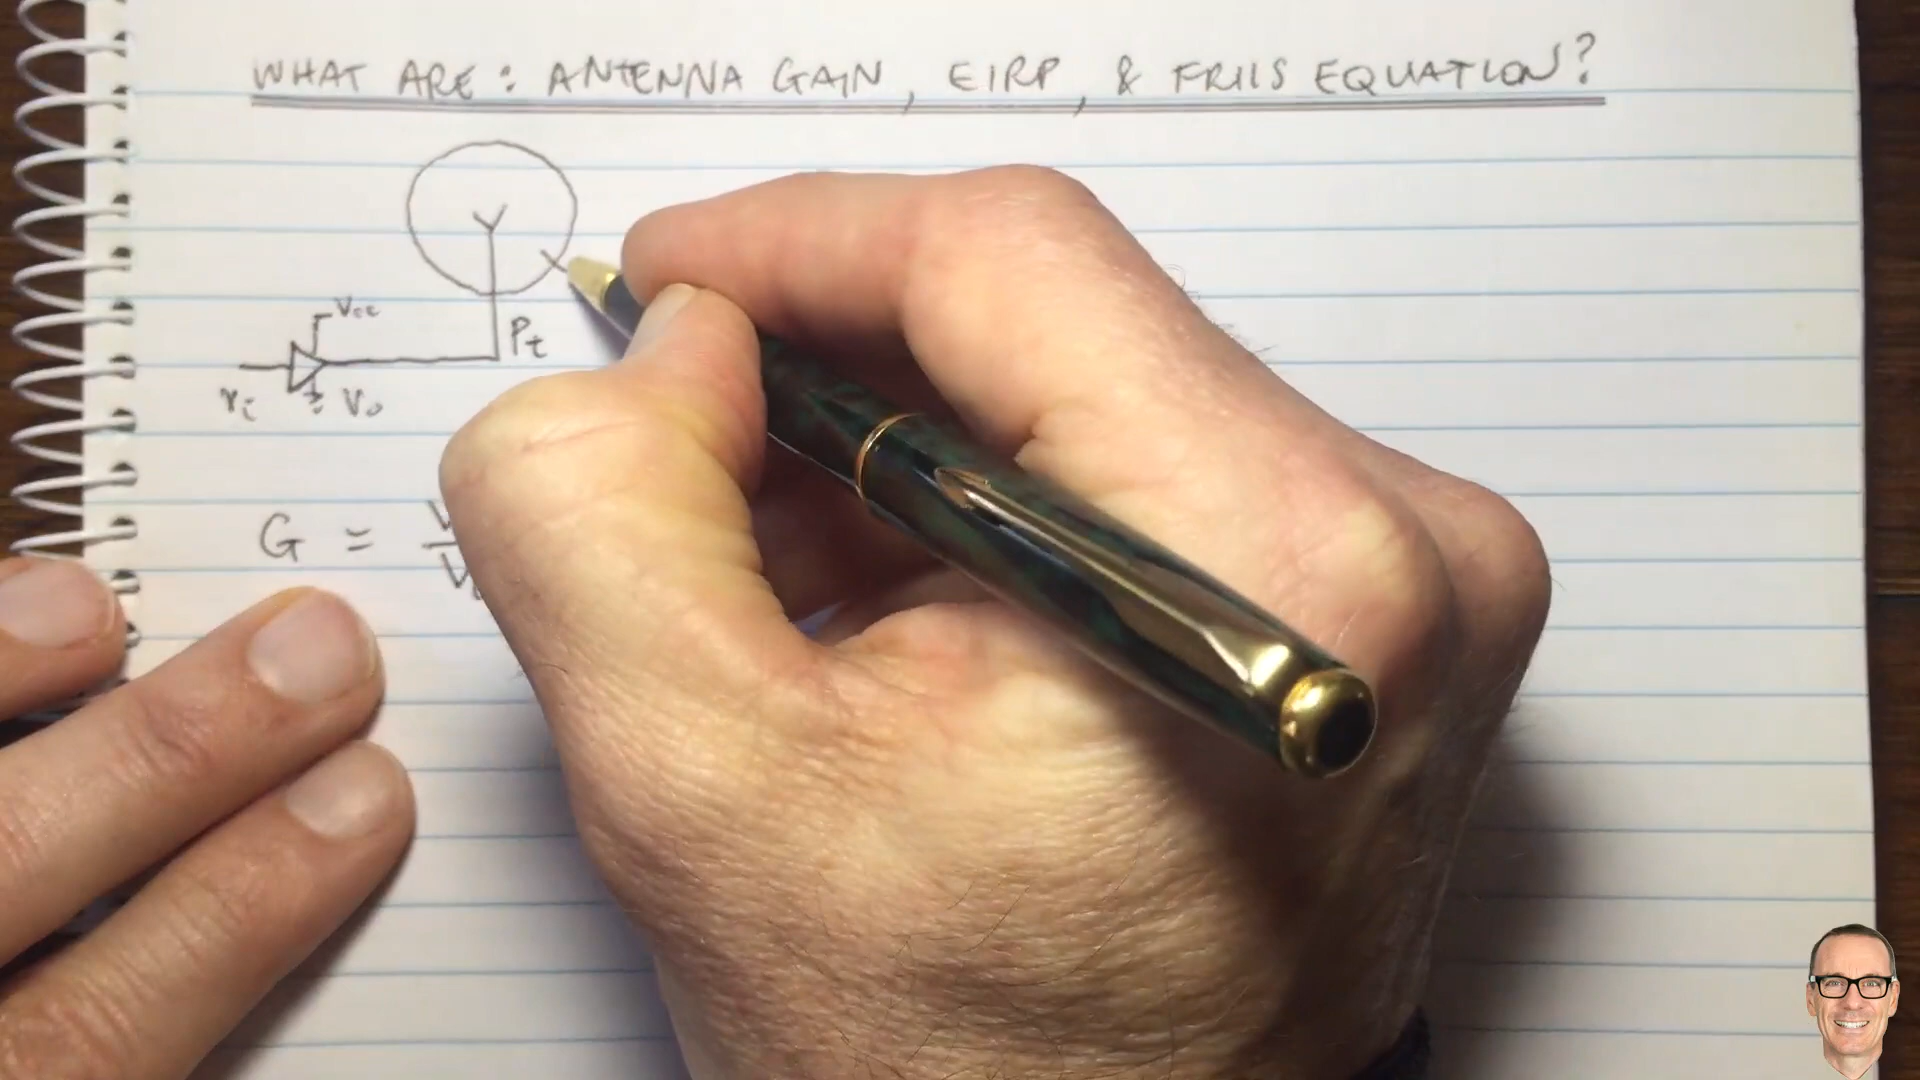 WHAT ARE : ANTENNA GAIN, EIRP, & FRIIS EQUATION?
Vcc
Pt
Vi
Vo
G = V
V